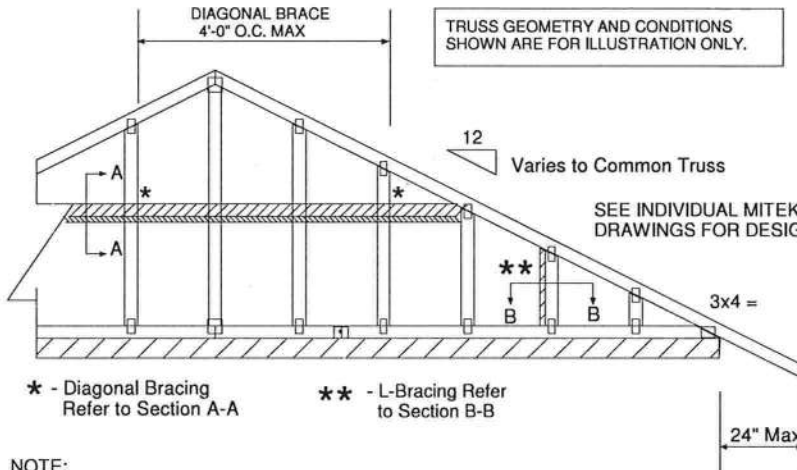 DIAGONAL BRACE
4'-0" O.C. MAX
TRUSS GEOMETRY AND CONDITIONS
SHOWN ARE FOR ILLUSTRATION ONLY.
12
Varies to Common Truss
A
*
*
A
SEE INDIVIDUAL MITEK
DRAWINGS FOR DESIG
**
B
B
3x4 =
* - Diagonal Bracing
Refer to Section A-A
** - L-Bracing Refer
to Section B-B
24" Max
NOTE: